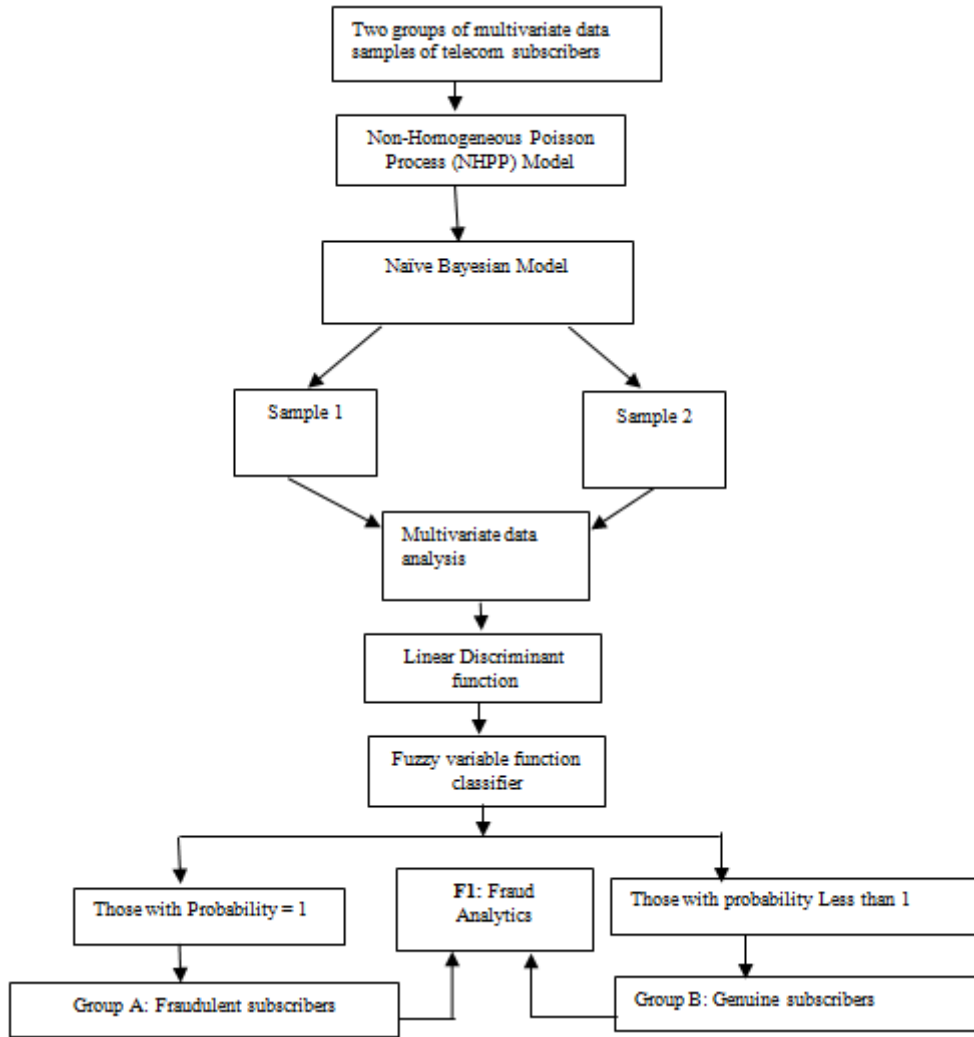 Two groups of multivariate data
samples of telecom subscribers
Non-Homogeneous Poisson
Process (NHPP) Model
Naïve Bayesian Model
Sample 1
Sample 2
Multivariate data
analysis
Linear Discriminant
function
Fuzzy variable function
classifier
Those with Probability = 1
F1: Fraud
Analytics
Those with probability Less than 1
Group A: Fraudulent subscribers
Group B: Genuine subscribers